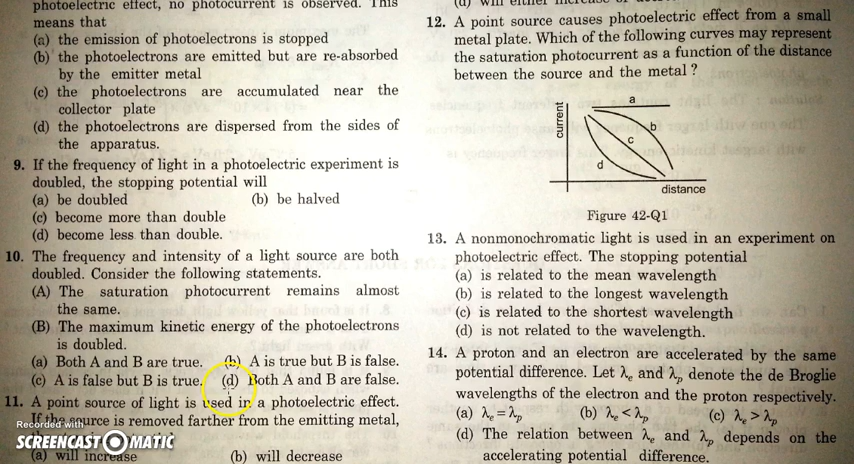 photoelectric effect, no photocurrent is observed. This
means that
(a) the emission of photoelectrons is stopped
(b) the photoelectrons are emitted but are re-absorbed
by the emitter metal
(c) the photoelectrons are accumulated near the
collector plate
(d) the photoelectrons are dispersed from the sides of
the apparatus.
9. If the frequency of light in a photoelectric experiment is
doubled, the stopping potential will
(a) be doubled (b) be halved
(c) become more than double
(d) become less than double.
10. The frequency and intensity of a light source are both
doubled. Consider the following statements.
(A) The saturation photocurrent remains almost
the same.
(B) The maximum kinetic energy of the photoelectrons
is doubled.
(a) Both A and B are true. (b) A is true but B is false.
(c) A is false but B is true. (d) Both A and B are false.
11. A point source of light is used in a photoelectric effect.
If the source is removed farther from the emitting metal,
(a) will increase (b) will decrease
(d) will either
12. A point source causes photoelectric effect from a small
metal plate. Which of the following curves may represent
the saturation photocurrent as a function of the distance
between the source and the metal ?
current
a
b
c
d
distance
Figure 42-Q1
13. A nonmonochromatic light is used in an experiment on
photoelectric effect. The stopping potential
(a) is related to the mean wavelength
(b) is related to the longest wavelength
(c) is related to the shortest wavelength
(d) is not related to the wavelength.
14. A proton and an electron are accelerated by the same
potential difference. Let λe and λp denote the de Broglie
wavelengths of the electron and the proton respectively.
(a) λe = λp (b) λe < λp (c) λe > λp
(d) The relation between λe and λp depends on the
accelerating potential difference.
Recorded with
SCREENCAST MATIC